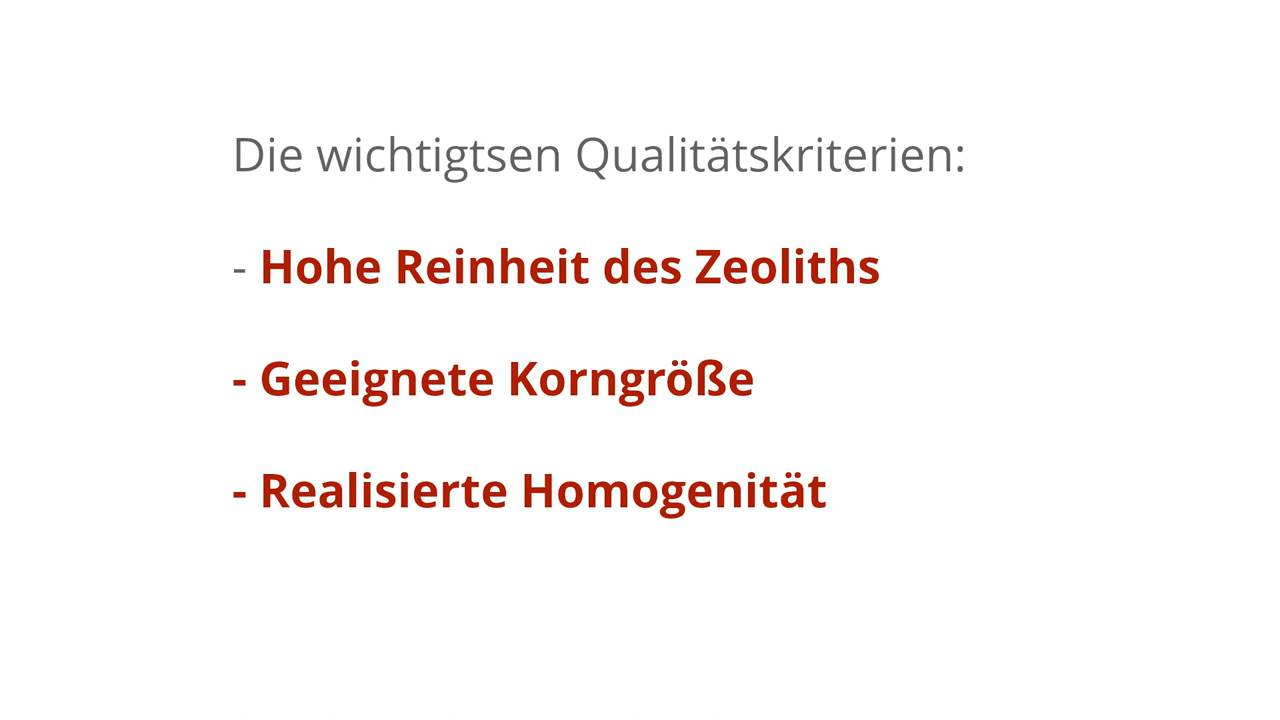 Die wichtigtsen Qualitätskriterien:
- Hohe Reinheit des Zeoliths
- Geeignete Korngröße
- Realisierte Homogenität